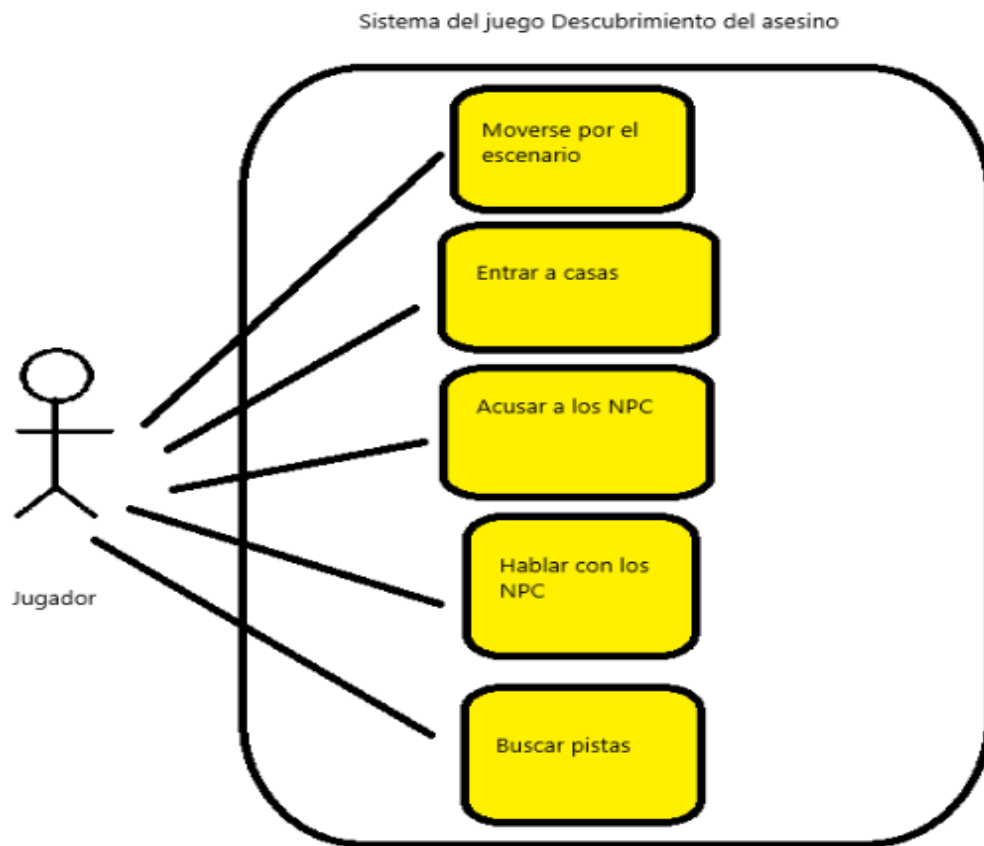 Sistema del juego Descubrimiento del asesino
Moverse por el
escenario
Entrar a casas
Acusar a los NPC
Hablar con los
NPC
Jugador
Buscar pistas